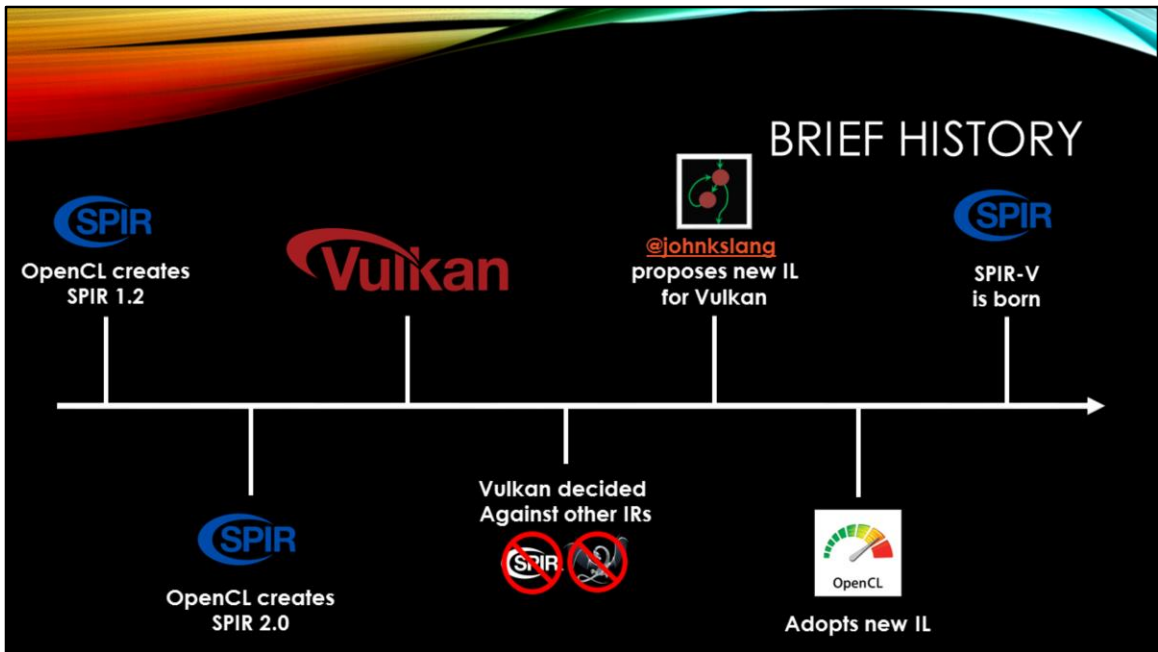 BRIEF HISTORY
SPIR
OpenCL creates
SPIR 1.2
SPIR
OpenCL creates
SPIR 2.0
Vulkan
Vulkan decided
Against other IRs
SPIR
@johnkslang
proposes new IL
for Vulkan
OpenCL
Adopts new IL
SPIR
SPIR-V
is born